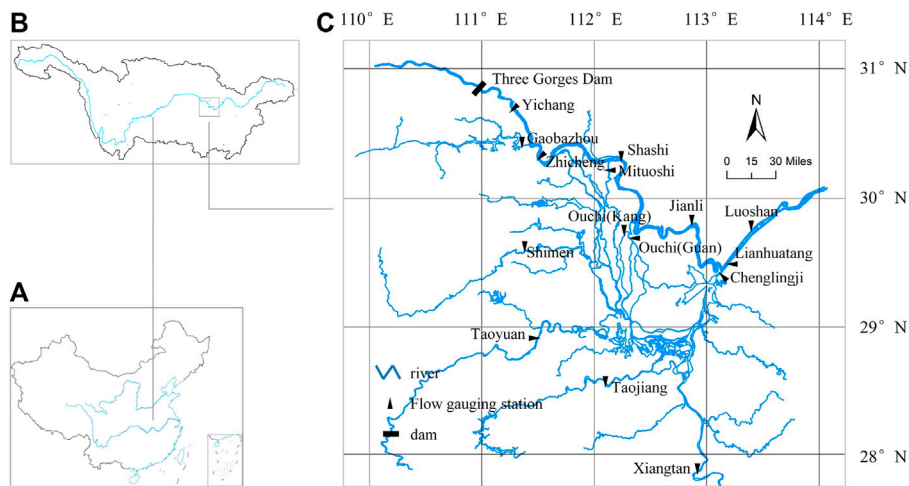 B
C
110° E
111° E
112° E
113° E
114° E
31° N
Three Gorges Dam
Yichang
N
Gaobazhou
Shashi
0 15 30 Miles
Zhicheng
Mituoshi
30° N
Jianli
Luoshan
Ouchi(Kang)
Ouchi(Guan)
Shimen
Lianhuatang
Chenglingji
A
Taoyuan
29° N
river
Taojiang
Flow gauging station
dam
28° N
Xiangtan